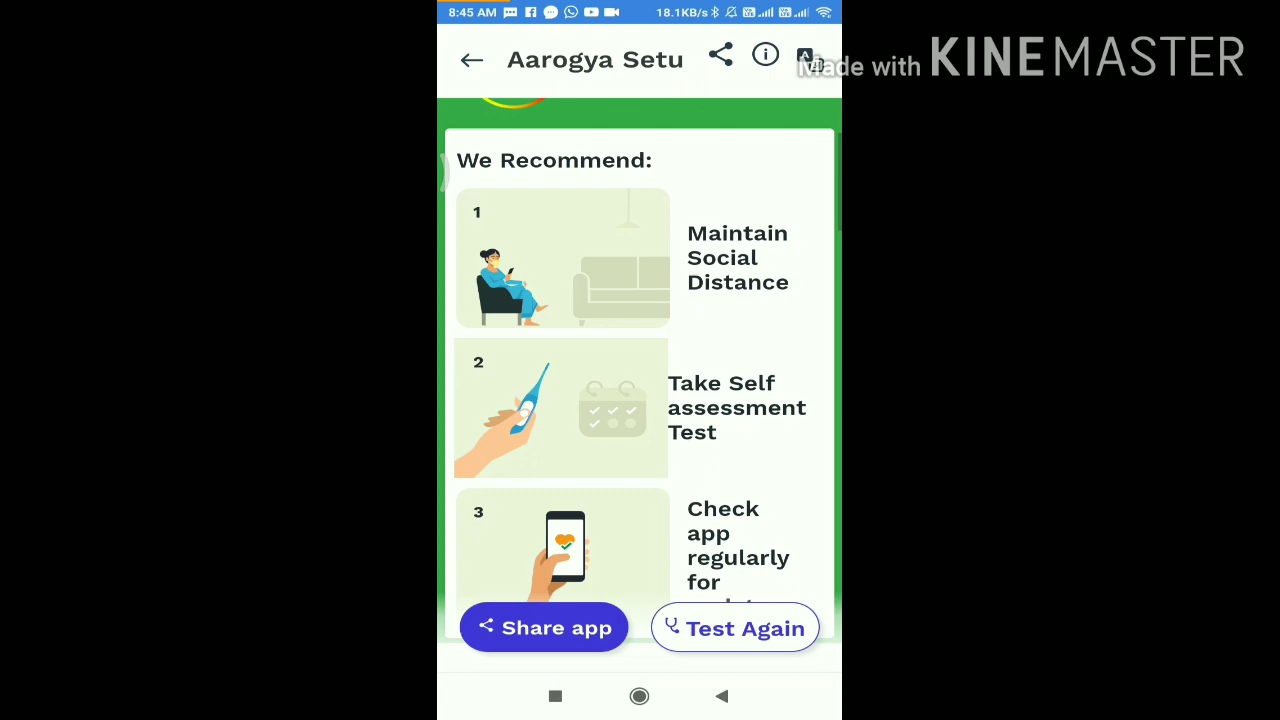 8:45 AM
18.1KB/s
Aarogya Setu
Made with KINEMASTER
We Recommend:
1
Maintain
Social
Distance
2
Take Self
assessment
Test
3
Check
app
regularly
for
Share app
Test Again